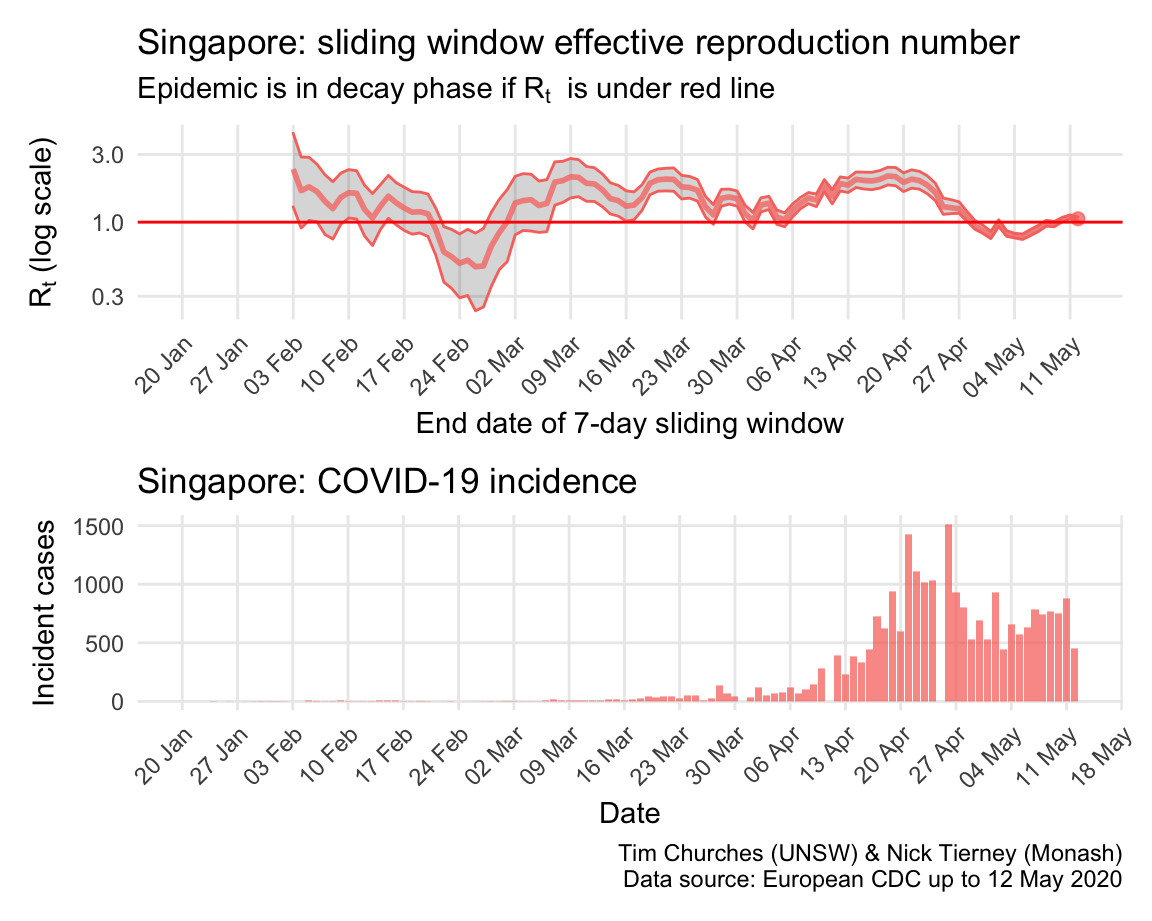 Singapore: sliding window effective reproduction number
Epidemic is in decay phase if Rt is under red line
Rt (log scale)
3.0
1.0
0.3
20 Jan
27 Jan
03 Feb
10 Feb
17 Feb
24 Feb
02 Mar
09 Mar
16 Mar
23 Mar
30 Mar
06 Apr
13 Apr
20 Apr
27 Apr
04 May
11 May
End date of 7-day sliding window
Singapore: COVID-19 incidence
Incident cases
1500
1000
500
0
20 Jan
27 Jan
03 Feb
10 Feb
17 Feb
24 Feb
02 Mar
09 Mar
16 Mar
23 Mar
30 Mar
06 Apr
13 Apr
20 Apr
27 Apr
04 May
11 May
18 May
Date
Tim Churches (UNSW) & Nick Tierney (Monash)
Data source: European CDC up to 12 May 2020